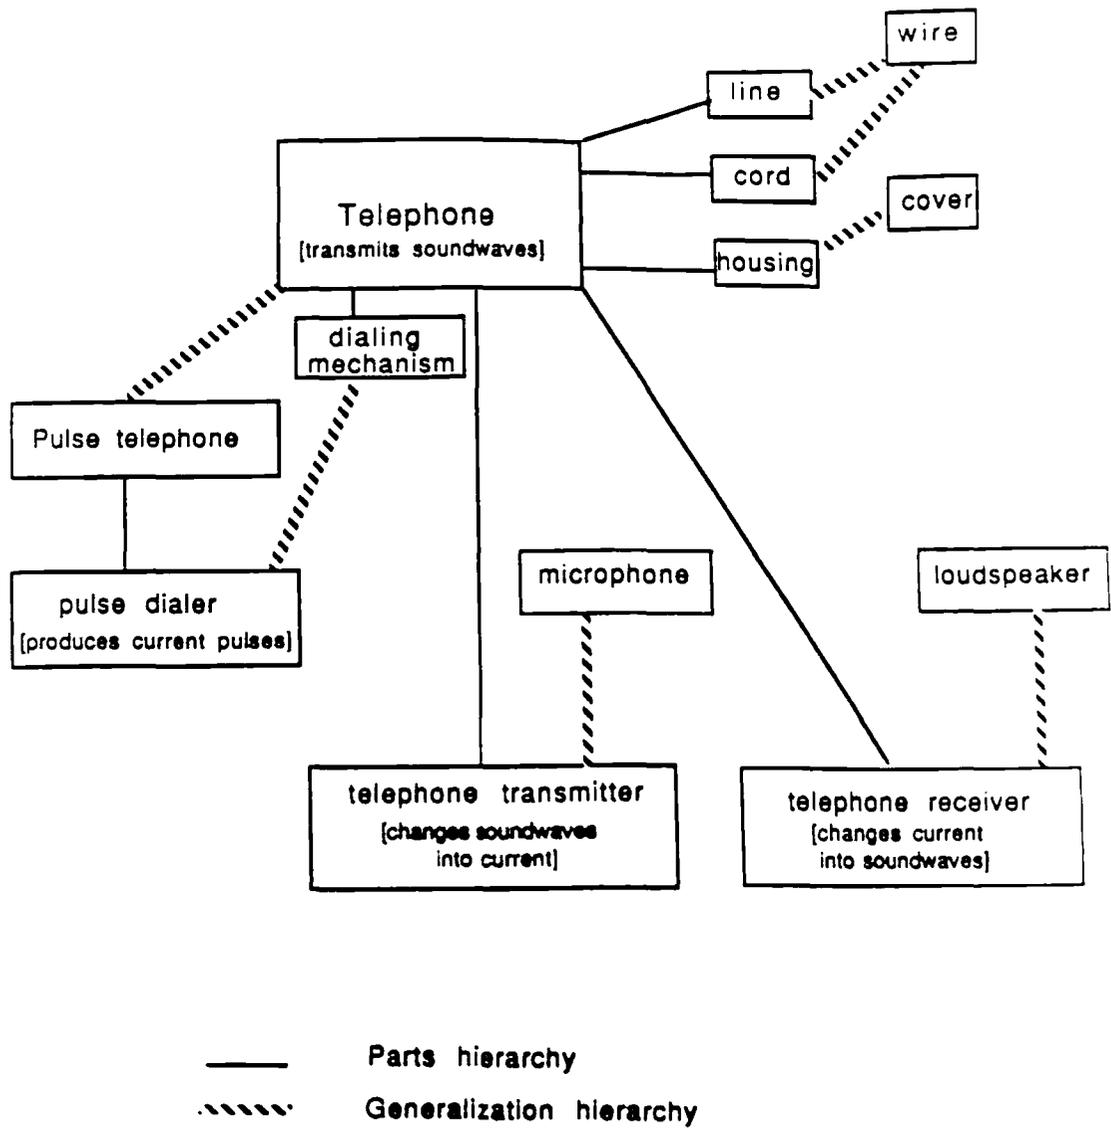 wire
line
cord
cover
Telephone
[transmits soundwaves]
housing
dialing
mechanism
Pulse telephone
microphone
loudspeaker
pulse dialer
[produces current pulses]
telephone transmitter
[changes soundwaves
into current]
telephone receiver
[changes current
into soundwaves]
Parts hierarchy
Generalization hierarchy